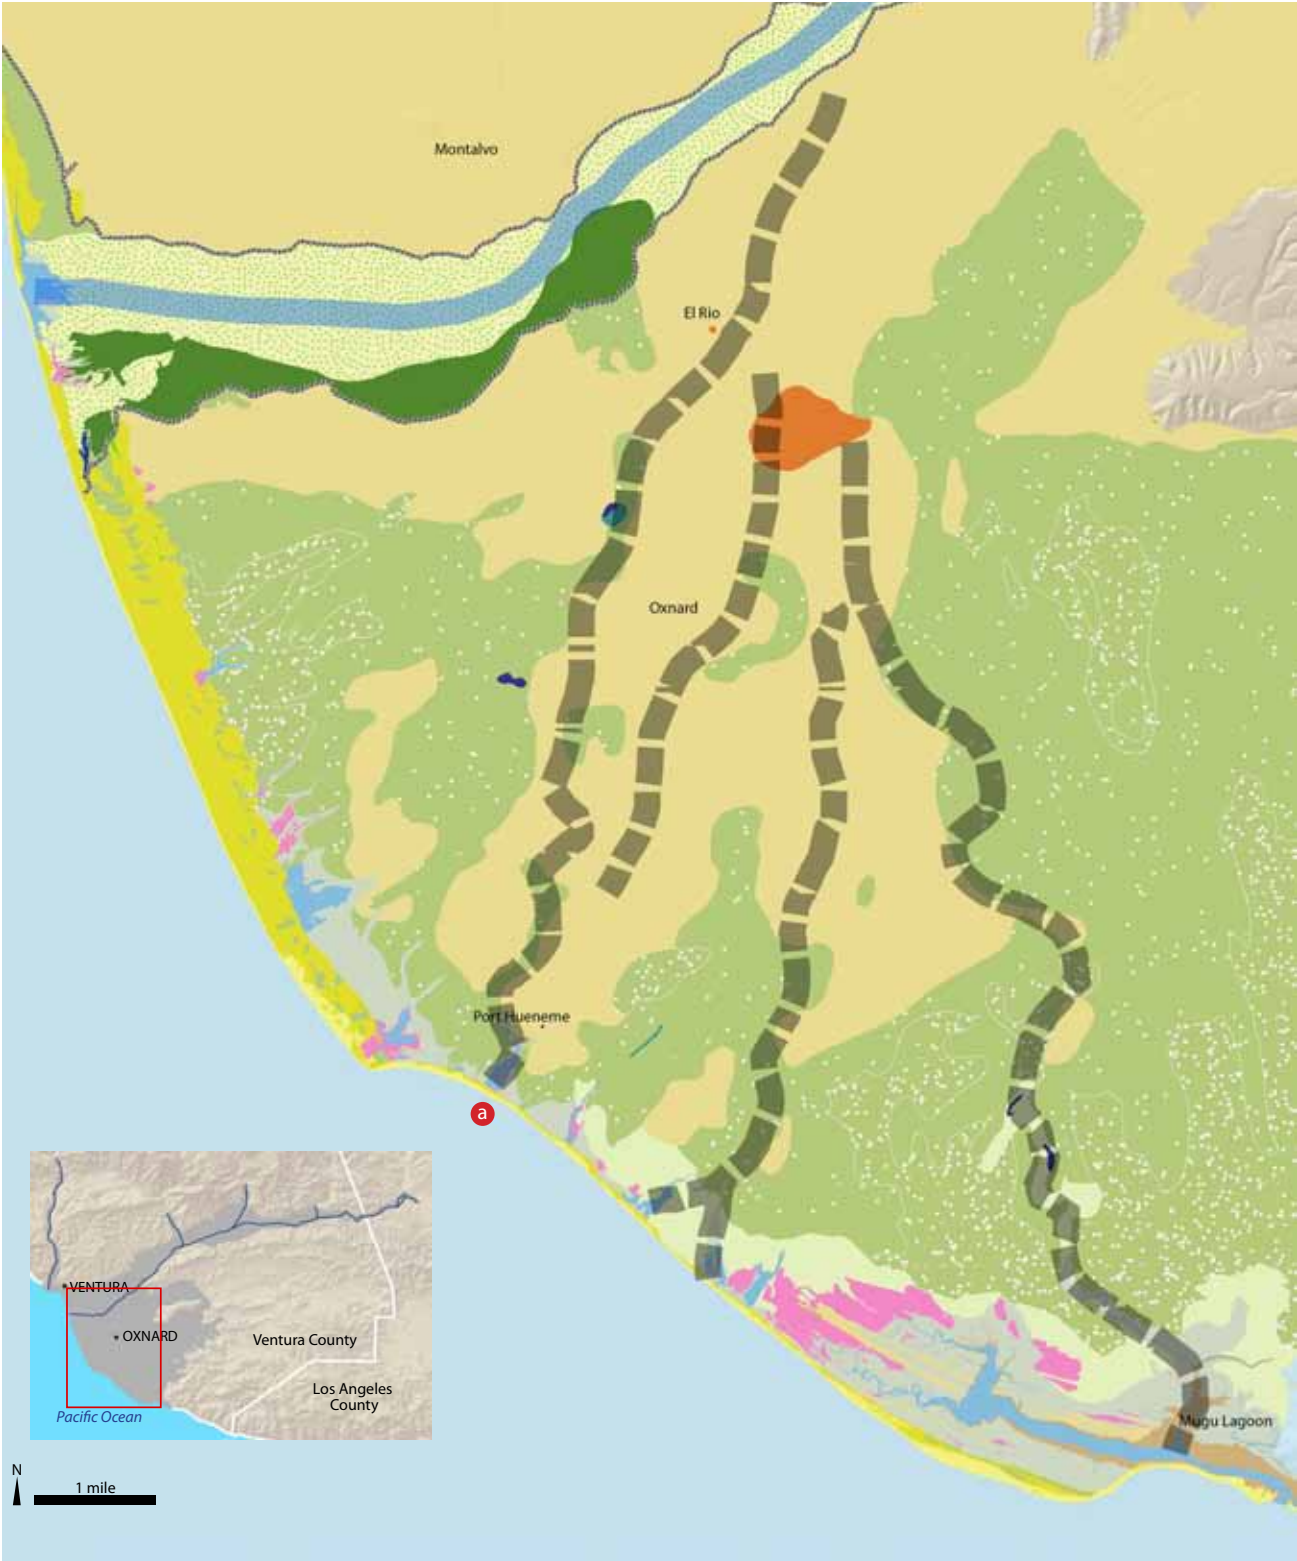 Montalvo
El Rio
Oxnard
Port Hueneme
a
VENTURA
OXNARD
Ventura County
Los Angeles
County
Pacific Ocean
Mugu Lagoon
N
1 mile